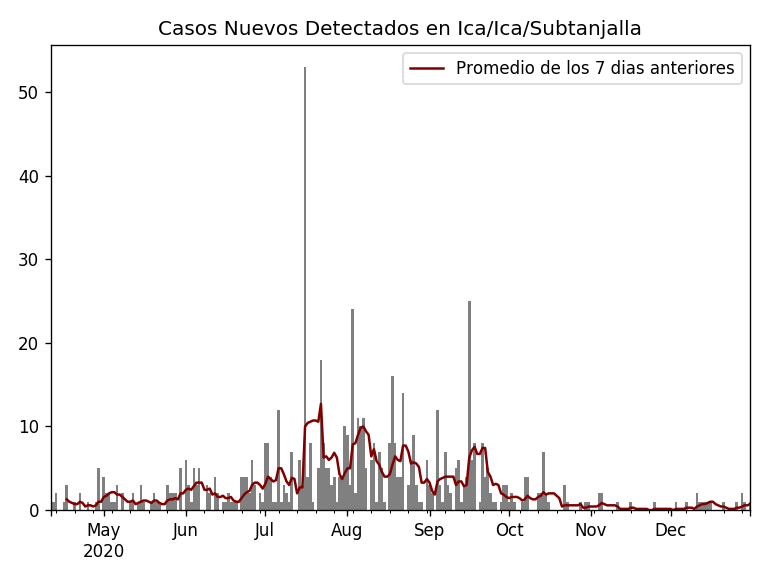 Casos Nuevos Detectados en Ica/Ica/Subtanjalla
Promedio de los 7 dias anteriores
50
40
30
20
10
0
May Jun Jul Aug Sep Oct Nov Dec
2020